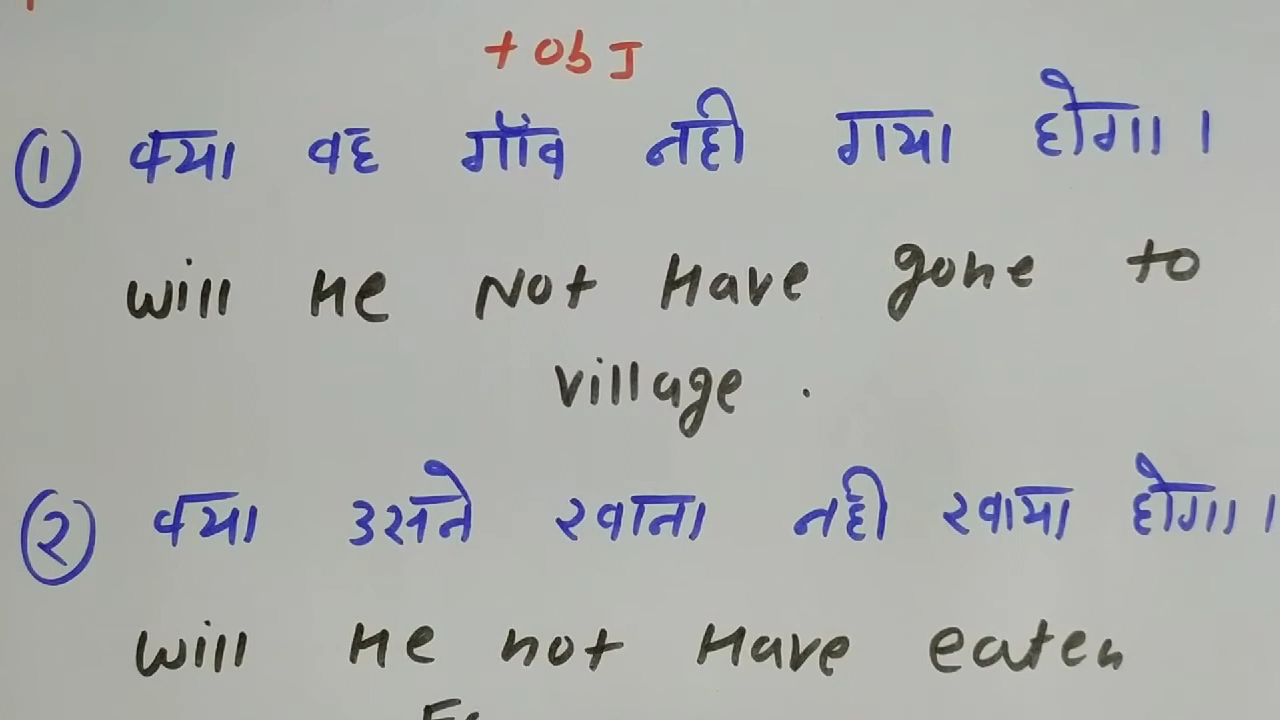 + obJ
① क्या वह गाँव नही गया होगा।
will He Not Have gone to
village .
② क्या उसने खाना नही खाया होगा।
will He not Have eaten